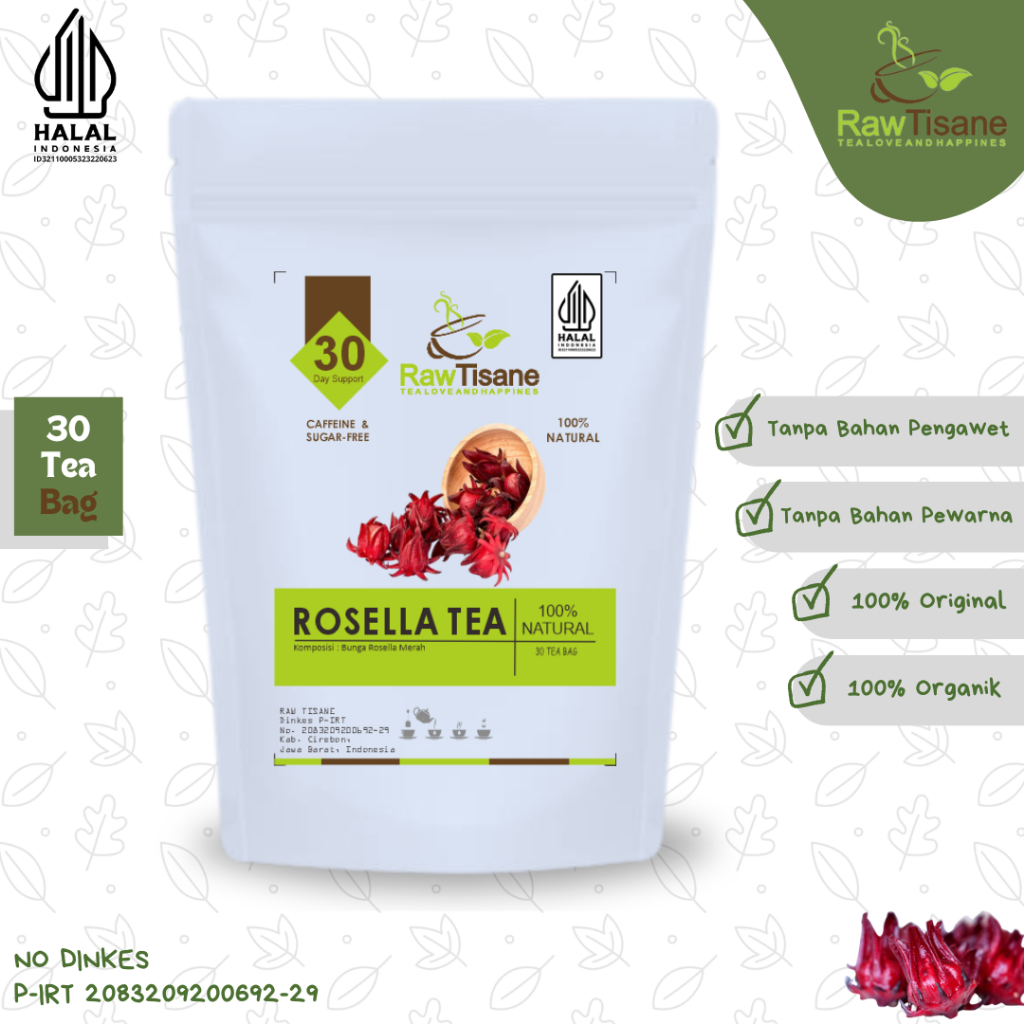 HALAL
INDONESIA
ID32110005323220623
RawTisane
TEALOVEANDHAPPINES
30
Day Support
RawTisane
TEALOVEANDHAPPINES
HALAL
INDONESIA
CAFFEINE &
SUGAR-FREE
100%
NATURAL
30
Tea
Bag
Tanpa Bahan Pengawet
Tanpa Bahan Pewarna
100% Original
100% Organik
ROSELLA TEA
Komposisi : Bunga Rosella Merah
100%
NATURAL
30 TEA BAG
RAW TISANE
Dinkes P-IRT
No. 2083209200692-29
Kab. Cirebon,
Jawa Barat, Indonesia
NO DINKES
P-IRT 2083209200692-29